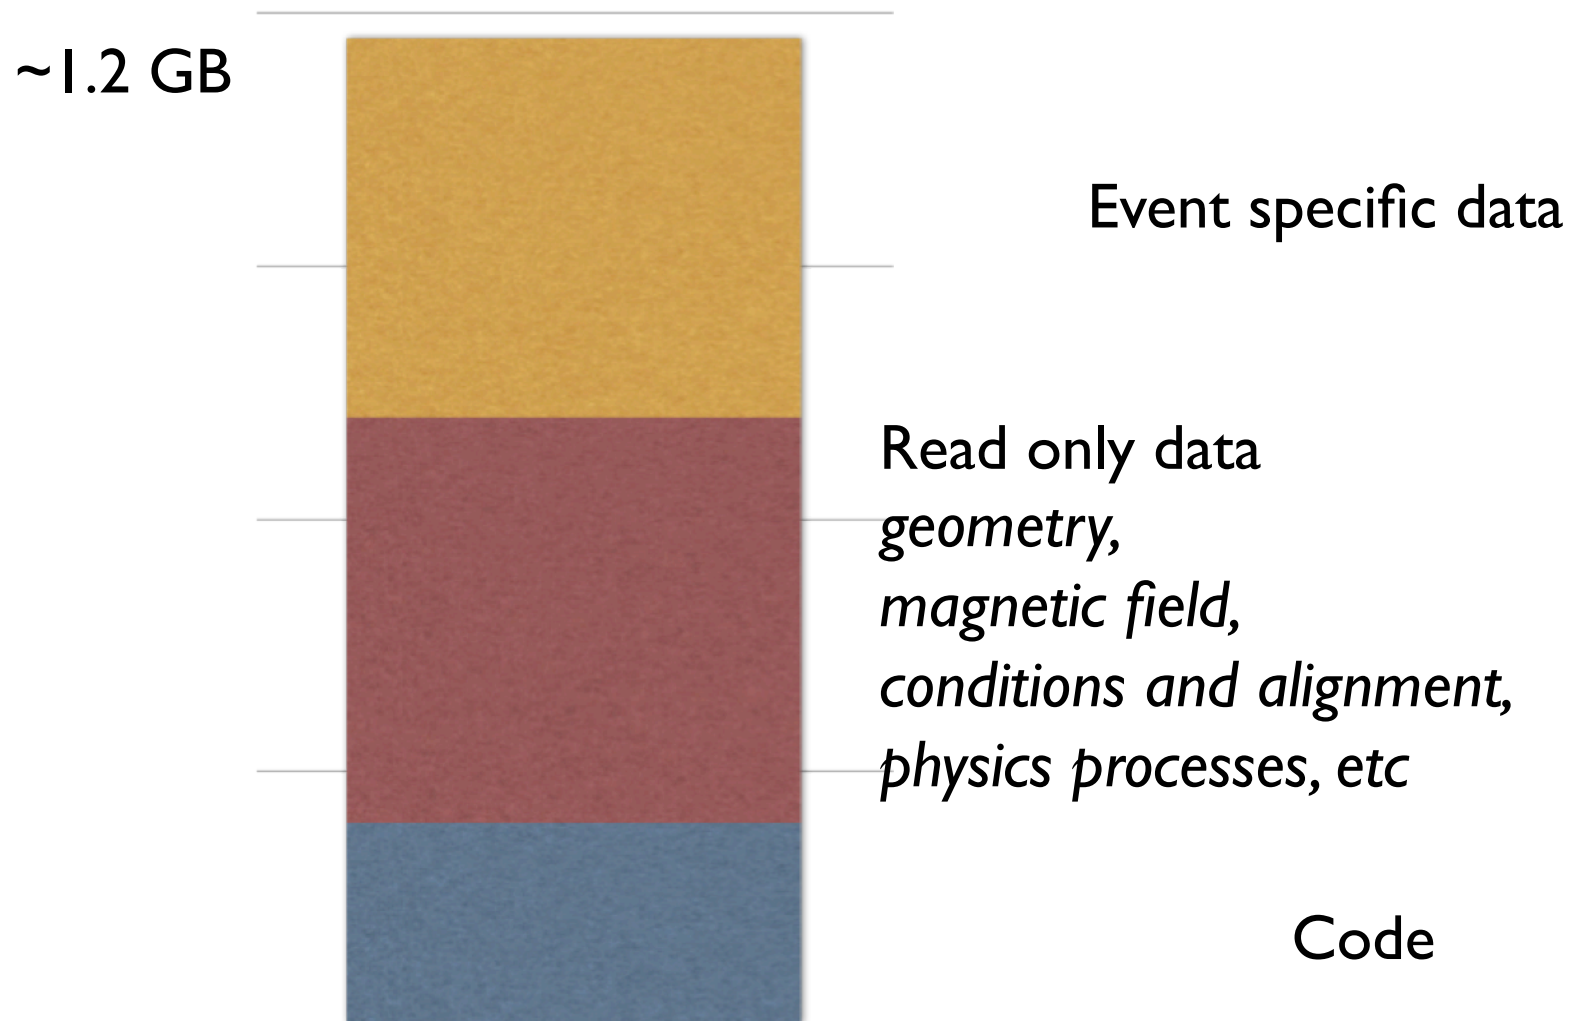 ~1.2 GB
Event specific data
Read only data
geometry,
magnetic field,
conditions and alignment,
physics processes, etc
Code